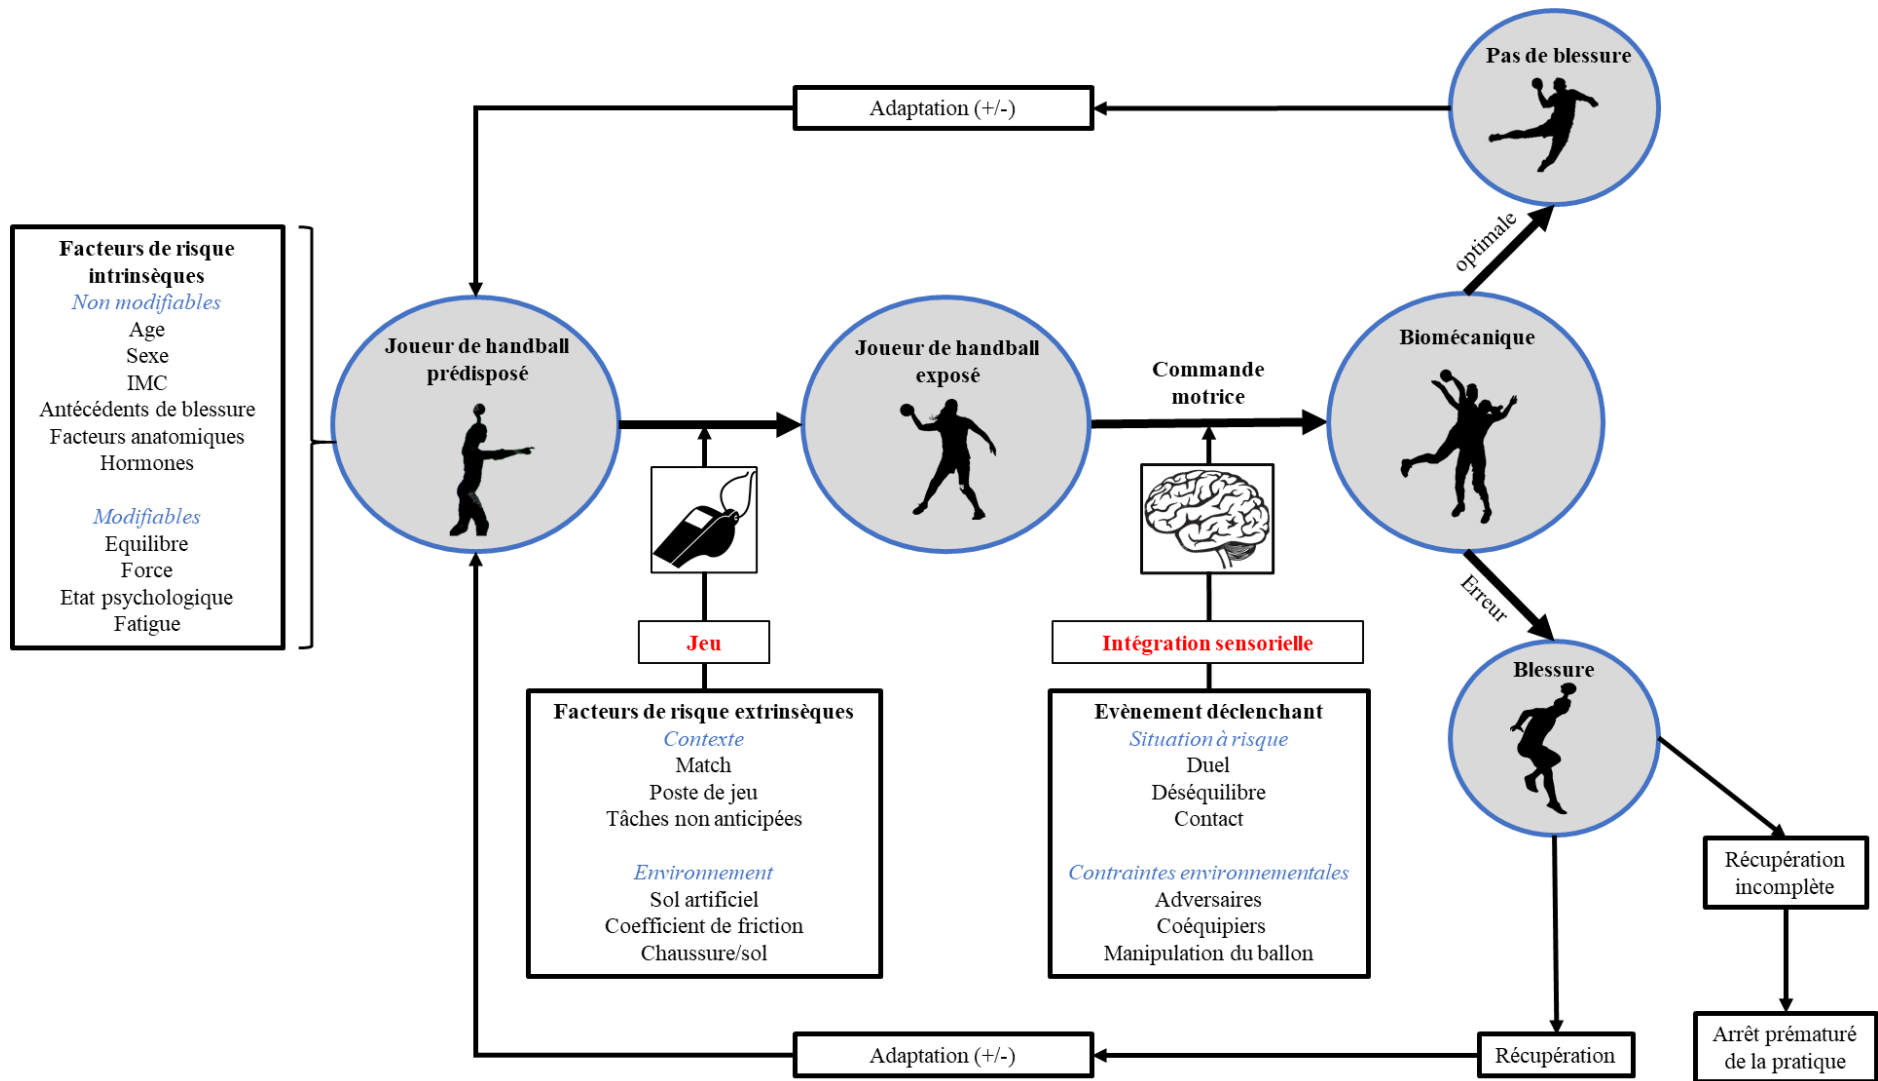 Pas de blessure
Adaptation (+/-)
optimale
Facteurs de risque
intrinsèques
Non modifiables
Age
Sexe
IMC
Antécédents de blessure
Facteurs anatomiques
Hormones
Modifiables
Equilibre
Force
Etat psychologique
Fatigue
Joueur de handball
prédisposé
Joueur de handball
exposé
Commande
motrice
Biomécanique
Erreur
Jeu
Facteurs de risque extrinsèques
Contexte
Match
Poste de jeu
Tâches non anticipées
Environnement
Sol artificiel
Coefficient de friction
Chaussure/sol
Intégration sensorielle
Evènement déclenchant
Situation à risque
Duel
Déséquilibre
Contact
Contraintes environnementales
Adversaires
Coéquipiers
Manipulation du ballon
Blessure
Récupération
incomplète
Adaptation (+/-)
Récupération
Arrêt prématuré
de la pratique